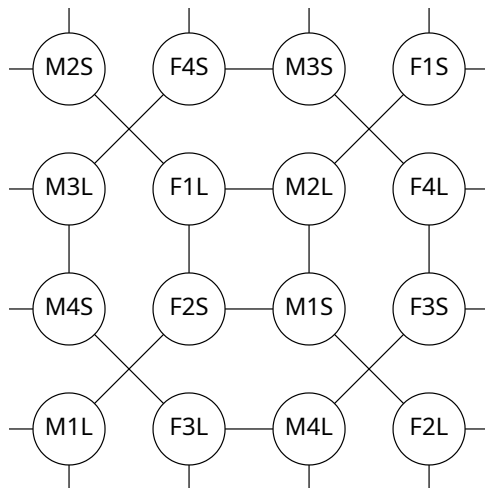 M2S F4S M3S F1S
M3L F1L M2L F4L
M4S F2S M1S F3S
M1L F3L M4L F2L